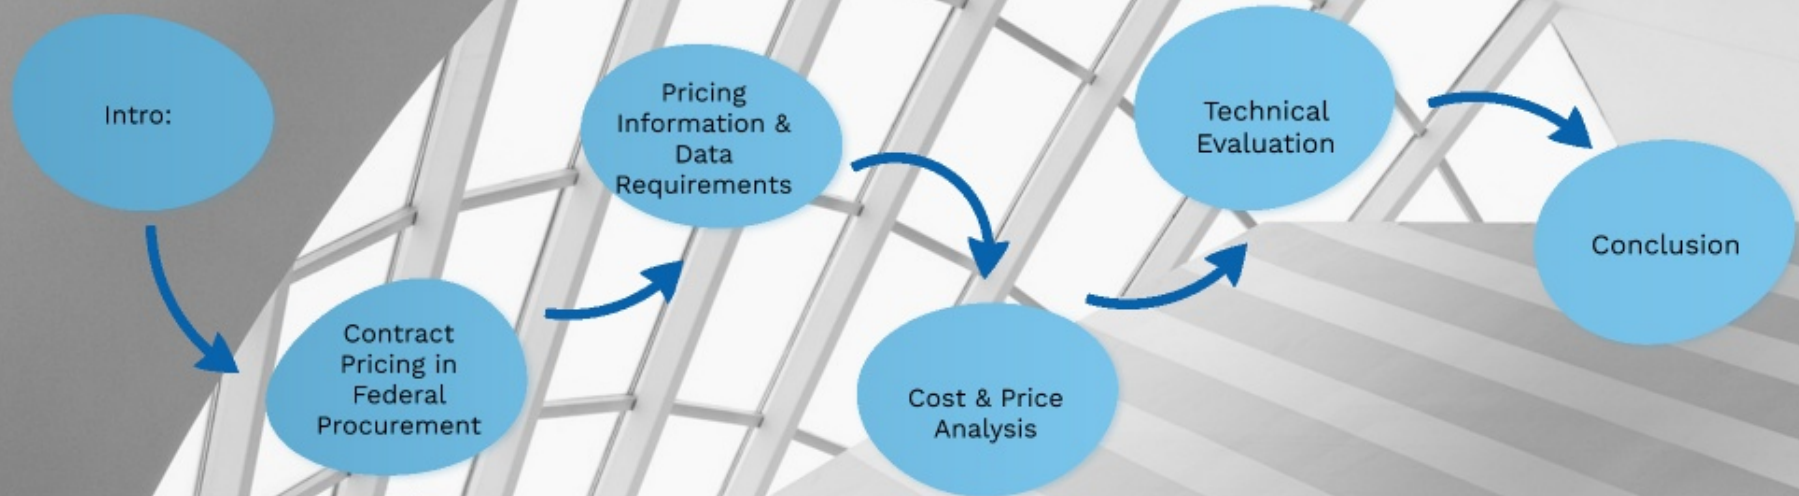 Intro:
Contract
Pricing in
Federal
Procurement
Pricing
Information &
Data
Requirements
Cost & Price
Analysis
Technical
Evaluation
Conclusion